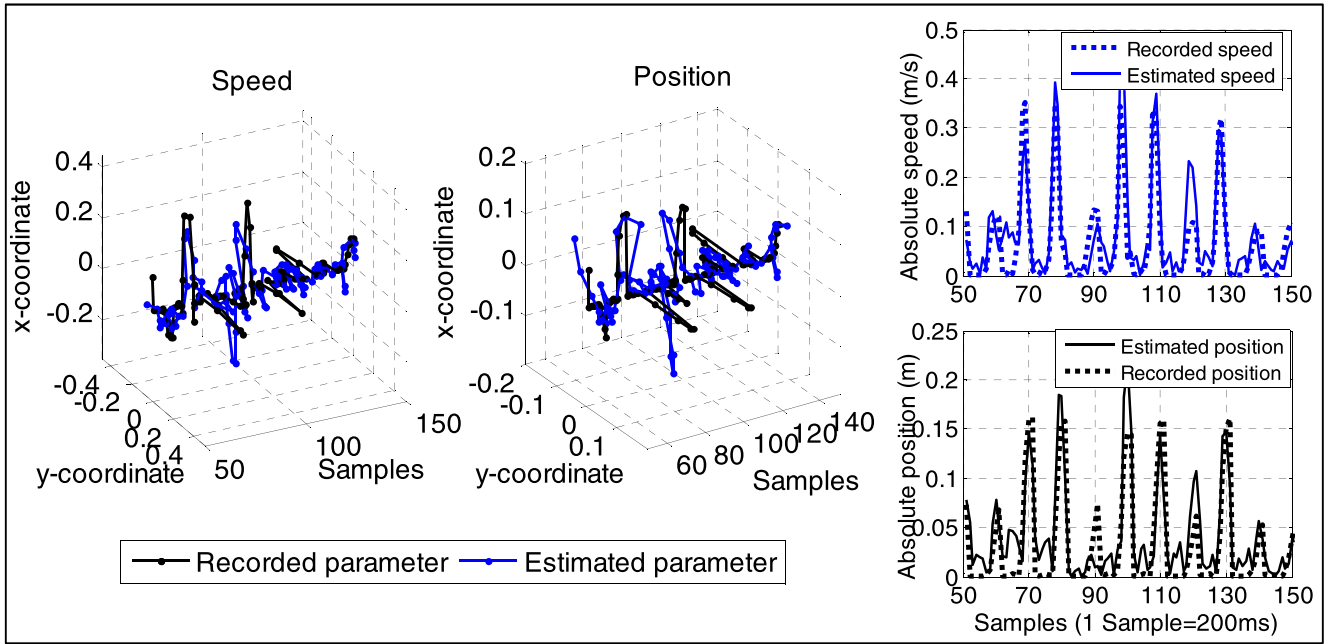 Speed
x-coordinate
0.4
0.2
0
-0.2
-0.4
-0.2
0
0.2
0.4
y-coordinate
50
100
150
Samples
Position
x-coordinate
0.2
0.1
0
-0.1
-0.2
-0.1
0
0.1
y-coordinate
60
80
100
120
140
Samples
Recorded parameter
Estimated parameter
Absolute speed (m/s)
0.5
0.4
0.3
0.2
0.1
0
Recorded speed
Estimated speed
50 70 90 110 130 150
Absolute position (m)
0.25
0.2
0.15
0.1
0.05
0
Estimated position
Recorded position
50 70 90 110 130 150
Samples (1 Sample=200ms)